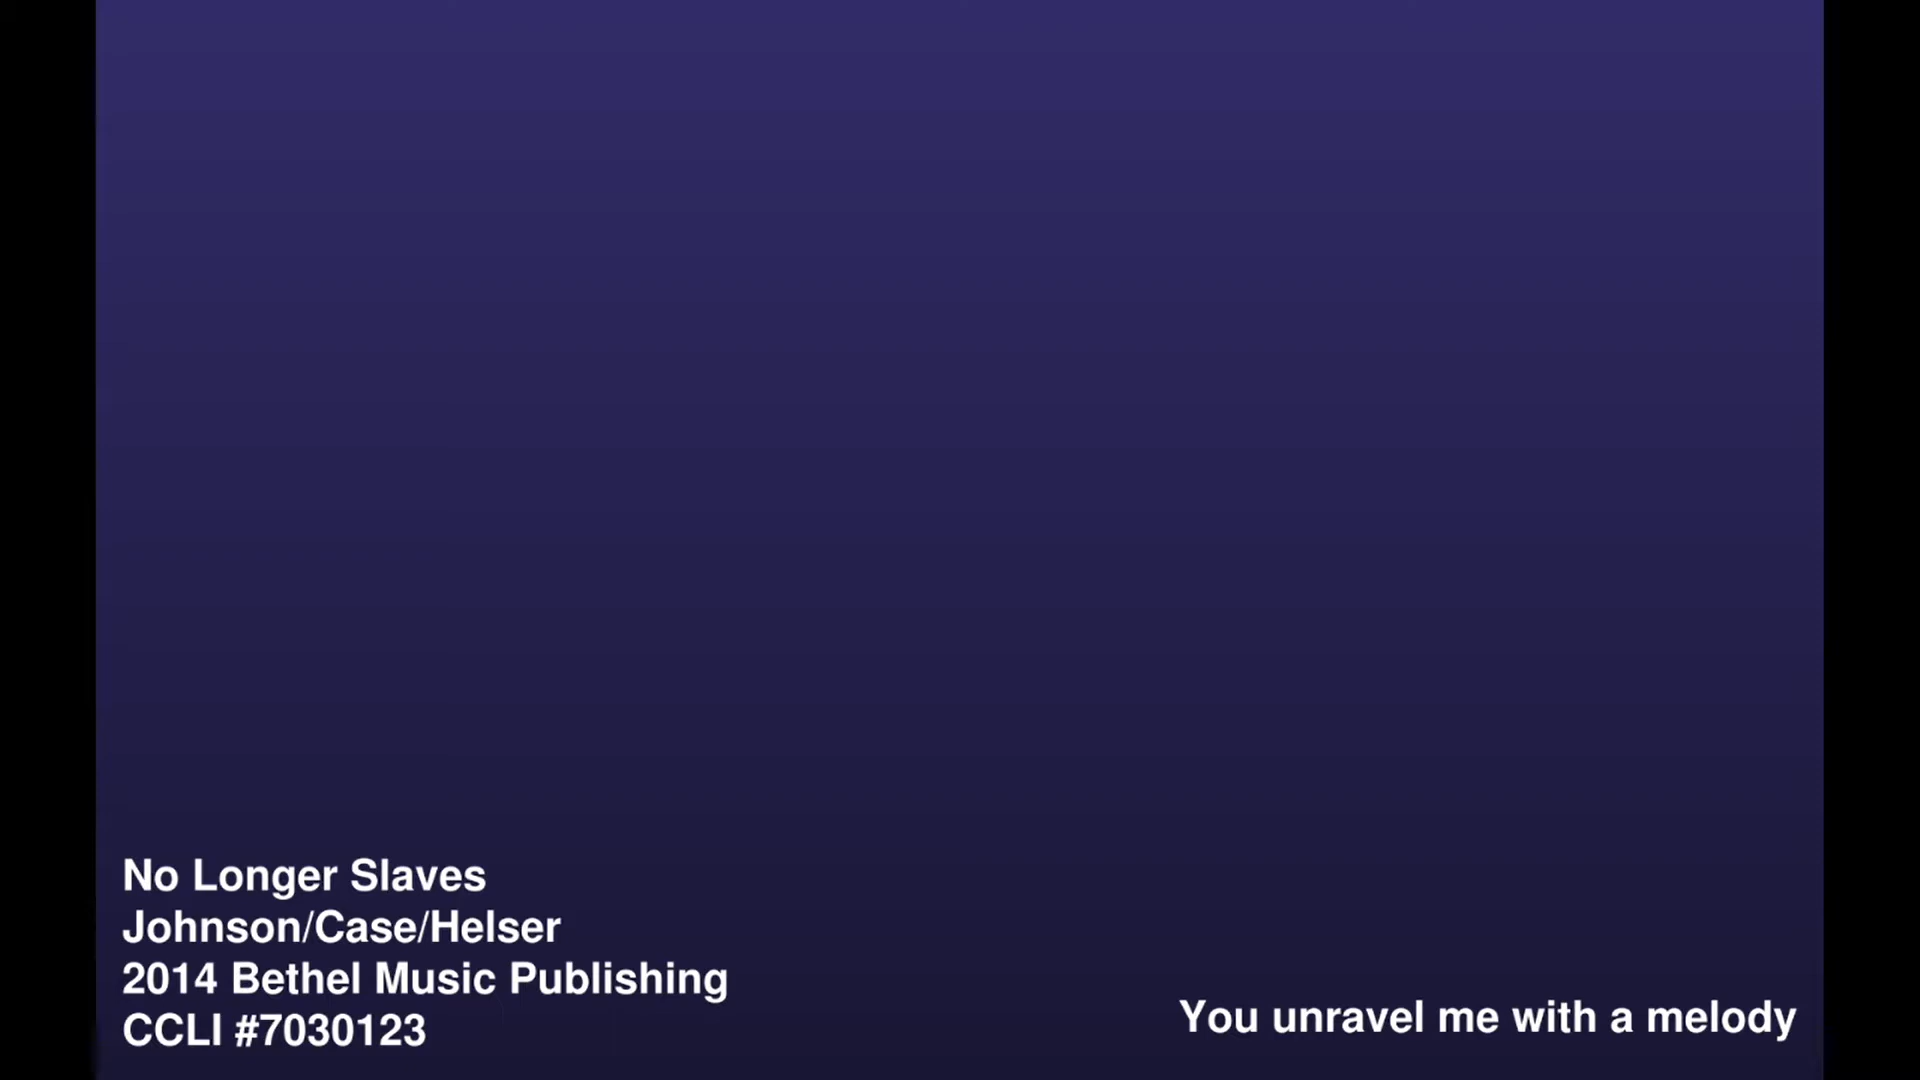 No Longer Slaves
Johnson/Case/Helser
2014 Bethel Music Publishing
CCLI #7030123
You unravel me with a melody